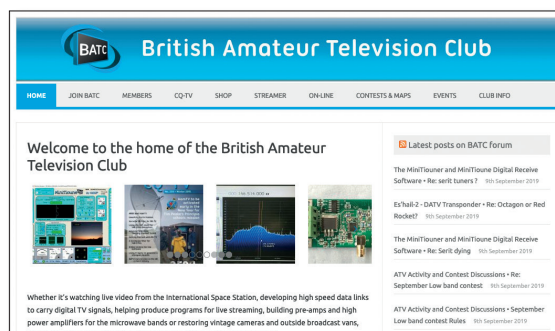 BATC
British Amateur Television Club
HOME JOIN BATC MEMBERS CQ-TV SHOP STREAMER ON-LINE CONTESTS & MAPS EVENTS CLUB INFO
Welcome to the home of the British Amateur
Television Club
Whether it's watching live video from the International Space Station, developing high speed data links
to carry digital TV signals, helping produce programs for live streaming, building pre-amps and high
power amplifiers for the microwave bands or restoring vintage cameras and outside broadcast vans,
Latest posts on BATC forum
The MiniTiouner and MiniTioune Digital Receive
Software • Re: serit tuners ? 9th September 2019
Es'hail-2 - DATV Transponder • Re: Octagon or Red
Rocket? 9th September 2019
The MiniTiouner and MiniTioune Digital Receive
Software • Re: Serit dying 9th September 2019
ATV Activity and Contest Discussions • Re:
September Low band contest 9th September 2019
ATV Activity and Contest Discussions • September
Low band contest Rules 9th September 2019